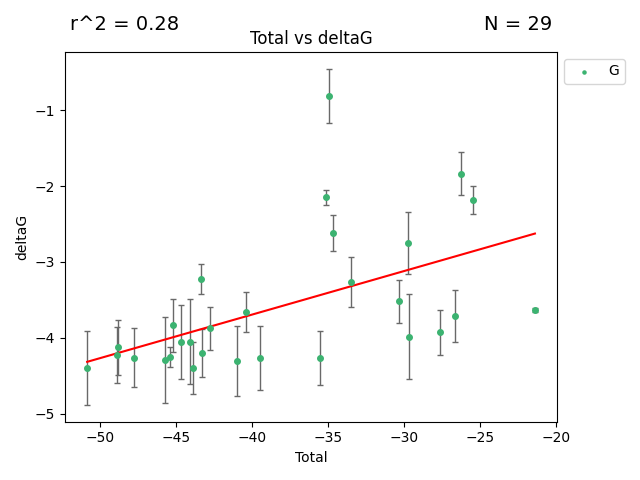 r^2 = 0.28
N = 29
Total vs deltaG
G
−1
−2
−3
−4
−5
deltaG
−50
−45
−40
−35
−30
−25
−20
Total